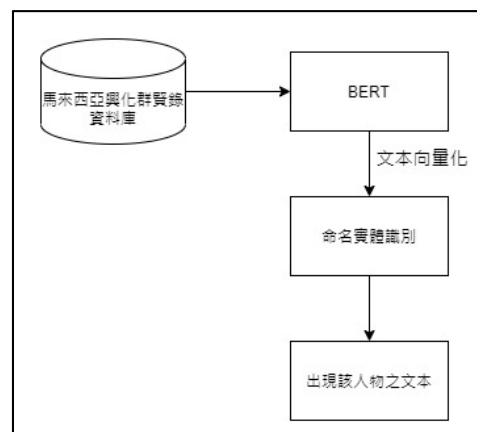 馬來西亞興化群賢錄
資料庫
BERT
文本向量化
命名實體識別
出現該人物之文本